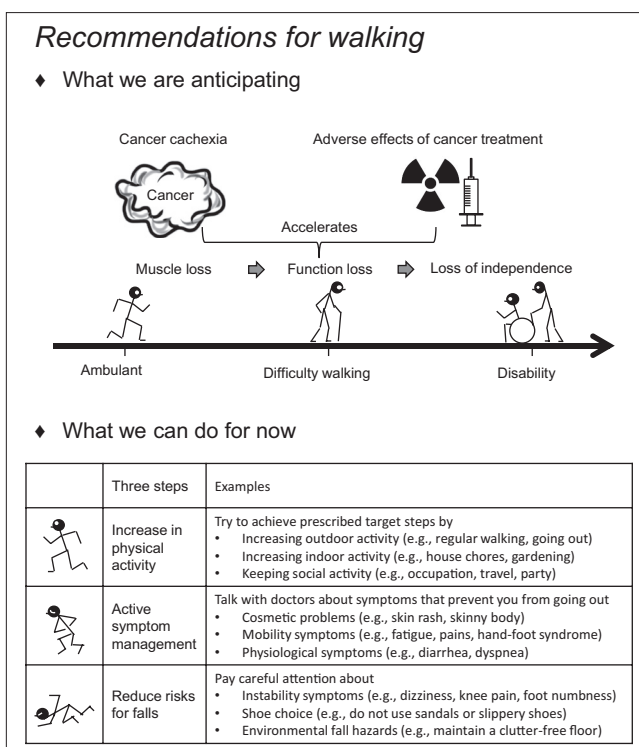 Recommendations for walking
♦ What we are anticipating
Cancer cachexia
Adverse effects of cancer treatment
Cancer
Accelerates
Muscle loss
Function loss
Loss of independence
Ambulant
Difficulty walking
Disability
♦ What we can do for now
Three steps
Examples
Increase in
physical
activity
Try to achieve prescribed target steps by
• Increasing outdoor activity (e.g., regular walking, going out)
• Increasing indoor activity (e.g., house chores, gardening)
• Keeping social activity (e.g., occupation, travel, party)
Active
symptom
management
Talk with doctors about symptoms that prevent you from going out
• Cosmetic problems (e.g., skin rash, skinny body)
• Mobility symptoms (e.g., fatigue, pains, hand-foot syndrome)
• Physiological symptoms (e.g., diarrhea, dyspnea)
Reduce risks
for falls
Pay careful attention about
• Instability symptoms (e.g., dizziness, knee pain, foot numbness)
• Shoe choice (e.g., do not use sandals or slippery shoes)
• Environmental fall hazards (e.g., maintain a clutter-free floor)